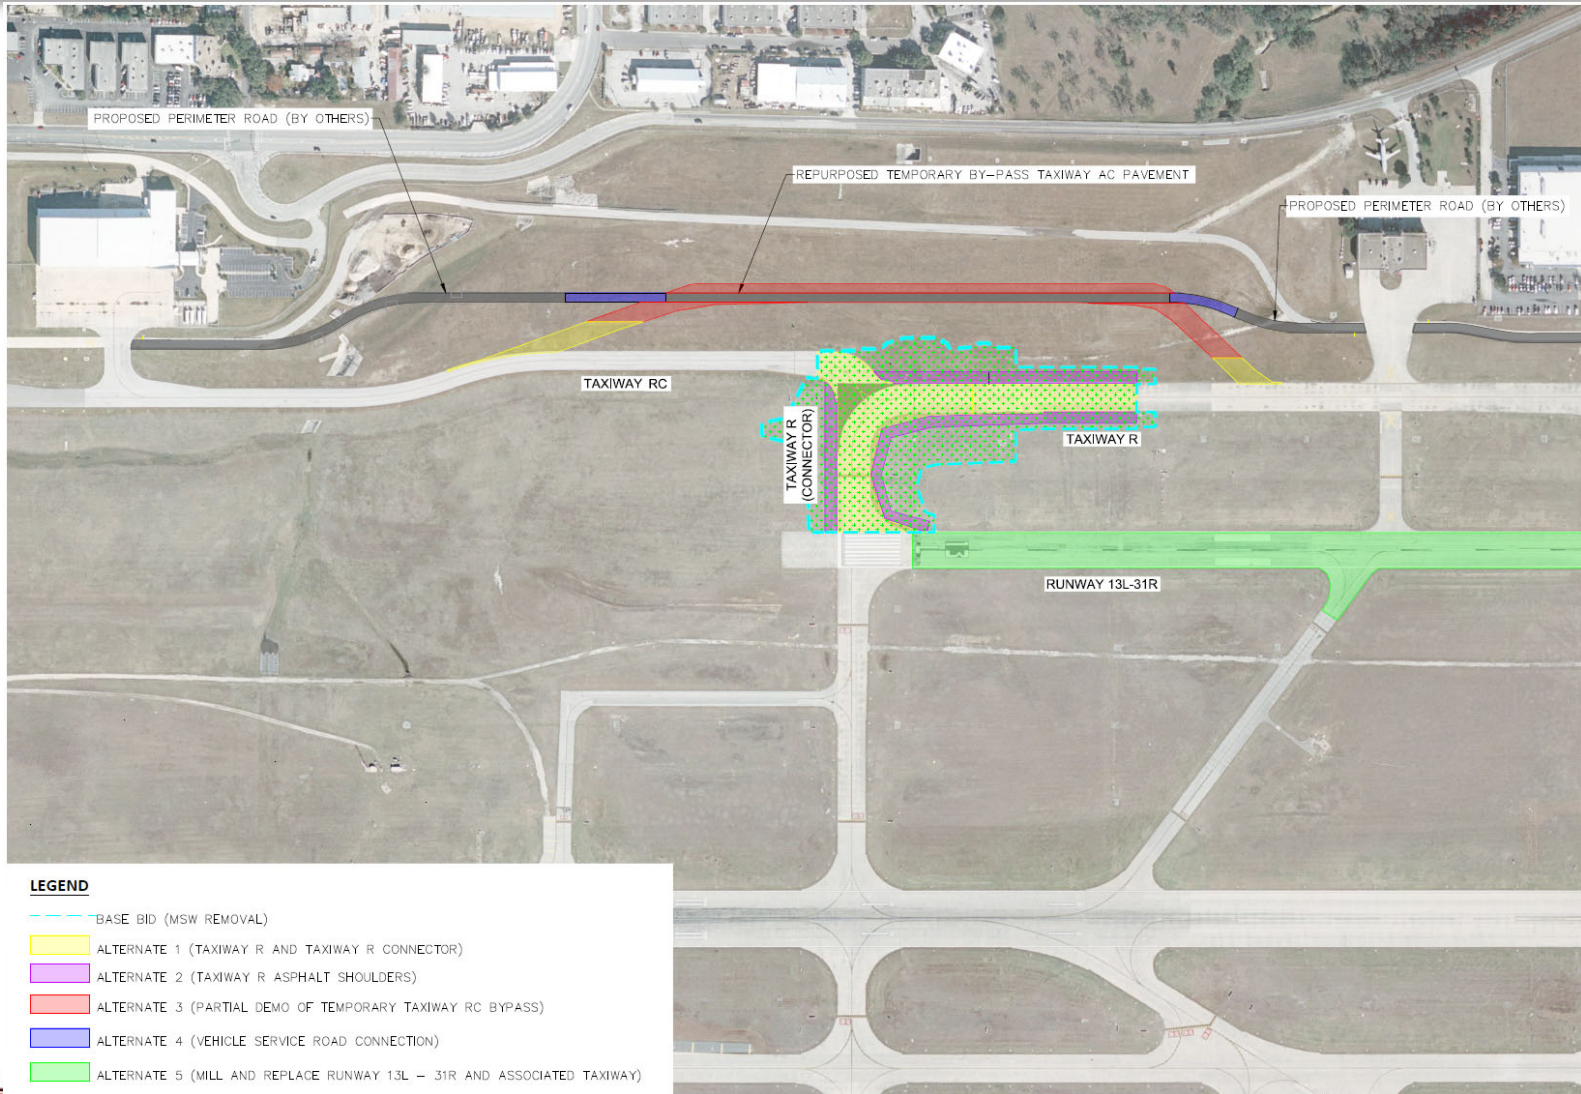 PROPOSED PERIMETER ROAD (BY OTHERS)
REPURPOSED TEMPORARY BY-PASS TAXIWAY AC PAVEMENT
PROPOSED PERIMETER ROAD (BY OTHERS)
TAXIWAY RC
TAXIWAY R
(CONNECTOR)
TAXIWAY R
RUNWAY 13L-31R
LEGEND
BASE BID (MSW REMOVAL)
ALTERNATE 1 (TAXIWAY R AND TAXIWAY R CONNECTOR)
ALTERNATE 2 (TAXIWAY R ASPHALT SHOULDERS)
ALTERNATE 3 (PARTIAL DEMO OF TEMPORARY TAXIWAY RC BYPASS)
ALTERNATE 4 (VEHICLE SERVICE ROAD CONNECTION)
ALTERNATE 5 (MILL AND REPLACE RUNWAY 13L - 31R AND ASSOCIATED TAXIWAY)